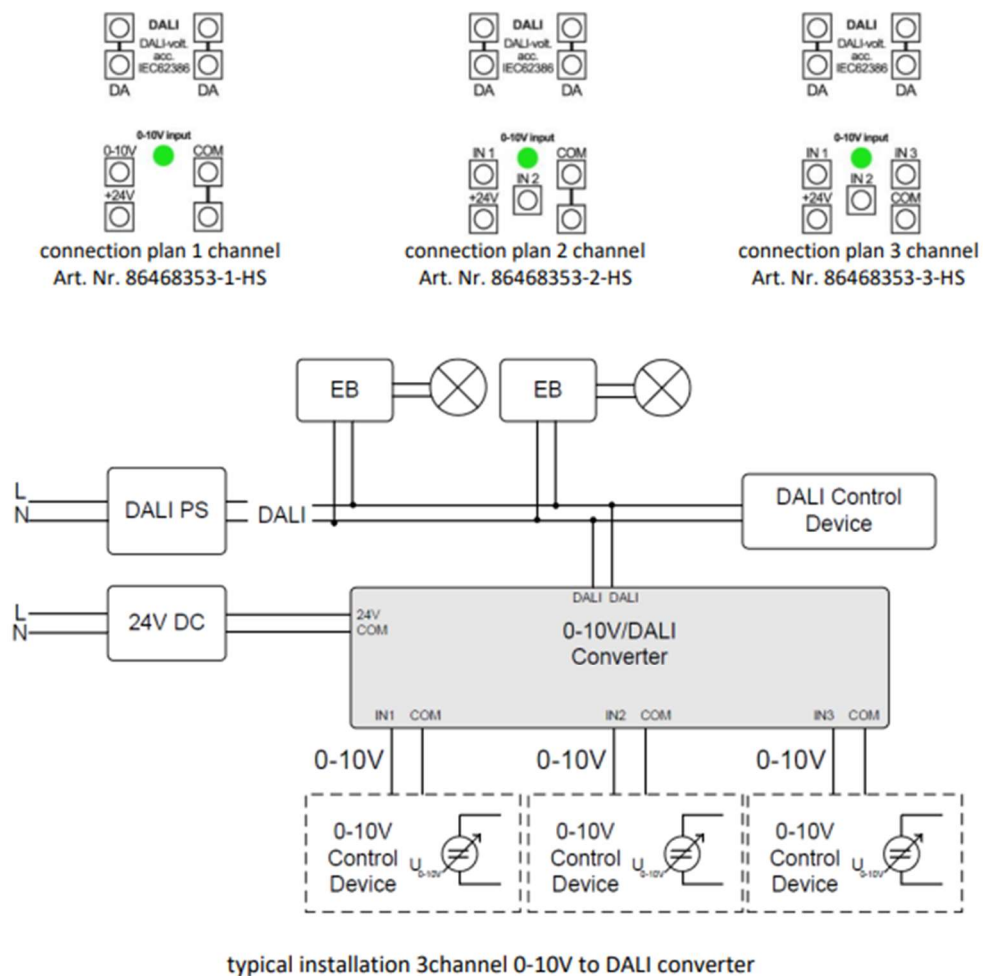 DALI
DALI-volt.
acc.
IEC62386
DA DA
0-10V input
0-10V COM
+24V
connection plan 1 channel
Art. Nr. 86468353-1-HS
DALI
DALI-volt.
acc.
IEC62386
DA DA
0-10V input
IN 1 COM
IN 2
+24V
connection plan 2 channel
Art. Nr. 86468353-2-HS
DALI
DALI-volt.
acc.
IEC62386
DA DA
0-10V input
IN 1 IN 3
IN 2
+24V COM
connection plan 3 channel
Art. Nr. 86468353-3-HS
EB EB
L
N
DALI PS
DALI
DALI Control
Device
L
N
24V DC
24V
COM
DALI DALI
0-10V/DALI
Converter
IN1 COM IN2 COM IN3 COM
0-10V 0-10V 0-10V
0-10V
Control
Device
U0-10V
0-10V
Control
Device
U0-10V
0-10V
Control
Device
U0-10V
typical installation 3channel 0-10V to DALI converter